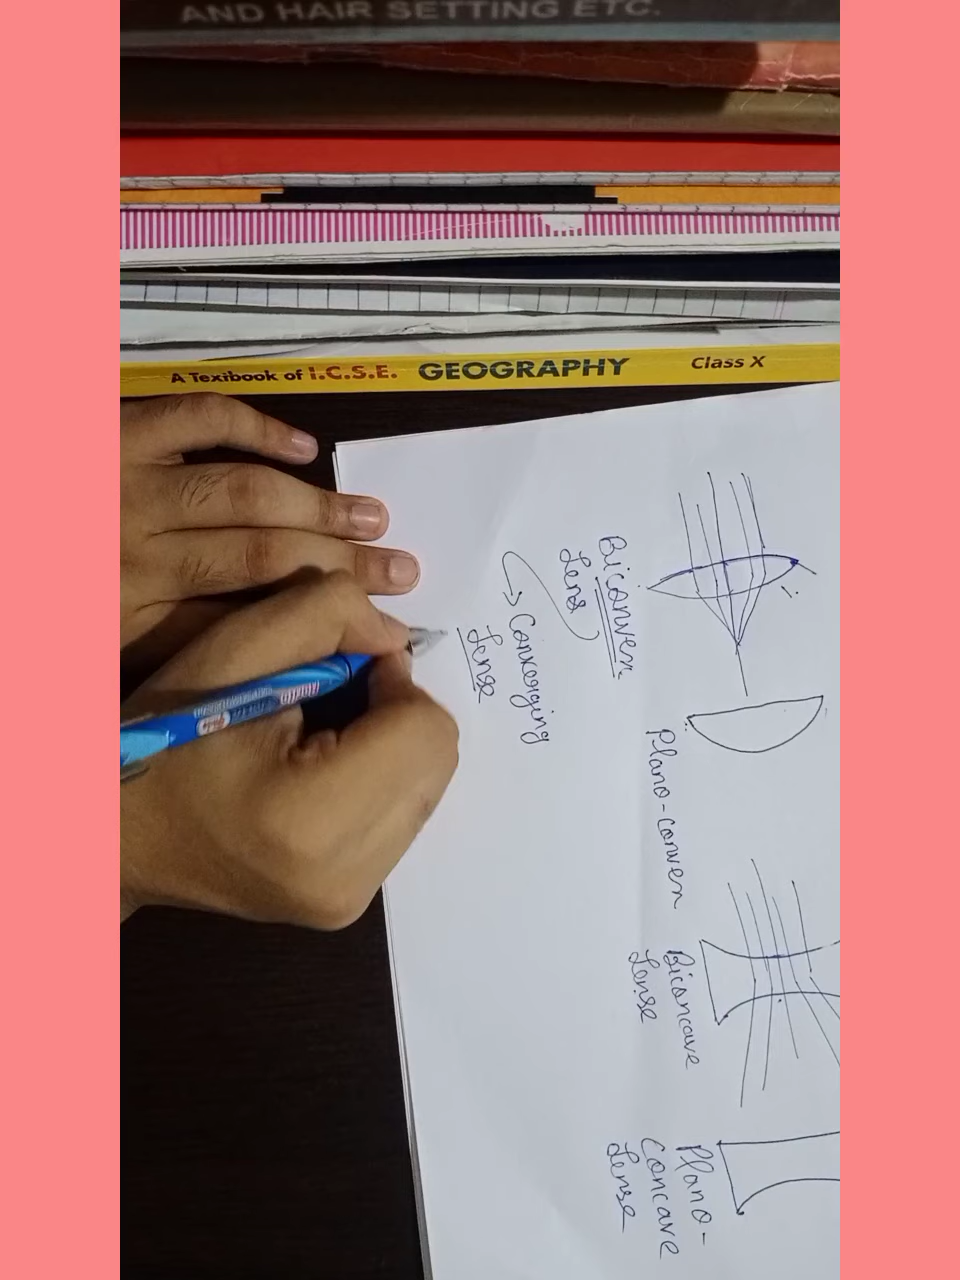 AND HAIR SETTING ETC.
A Textbook of I.C.S.E. GEOGRAPHY Class X
Biconvex
Lens
→ Converging
Lense
Plano-convex
Biconcave
Lense
Plano-
Concave
Lense